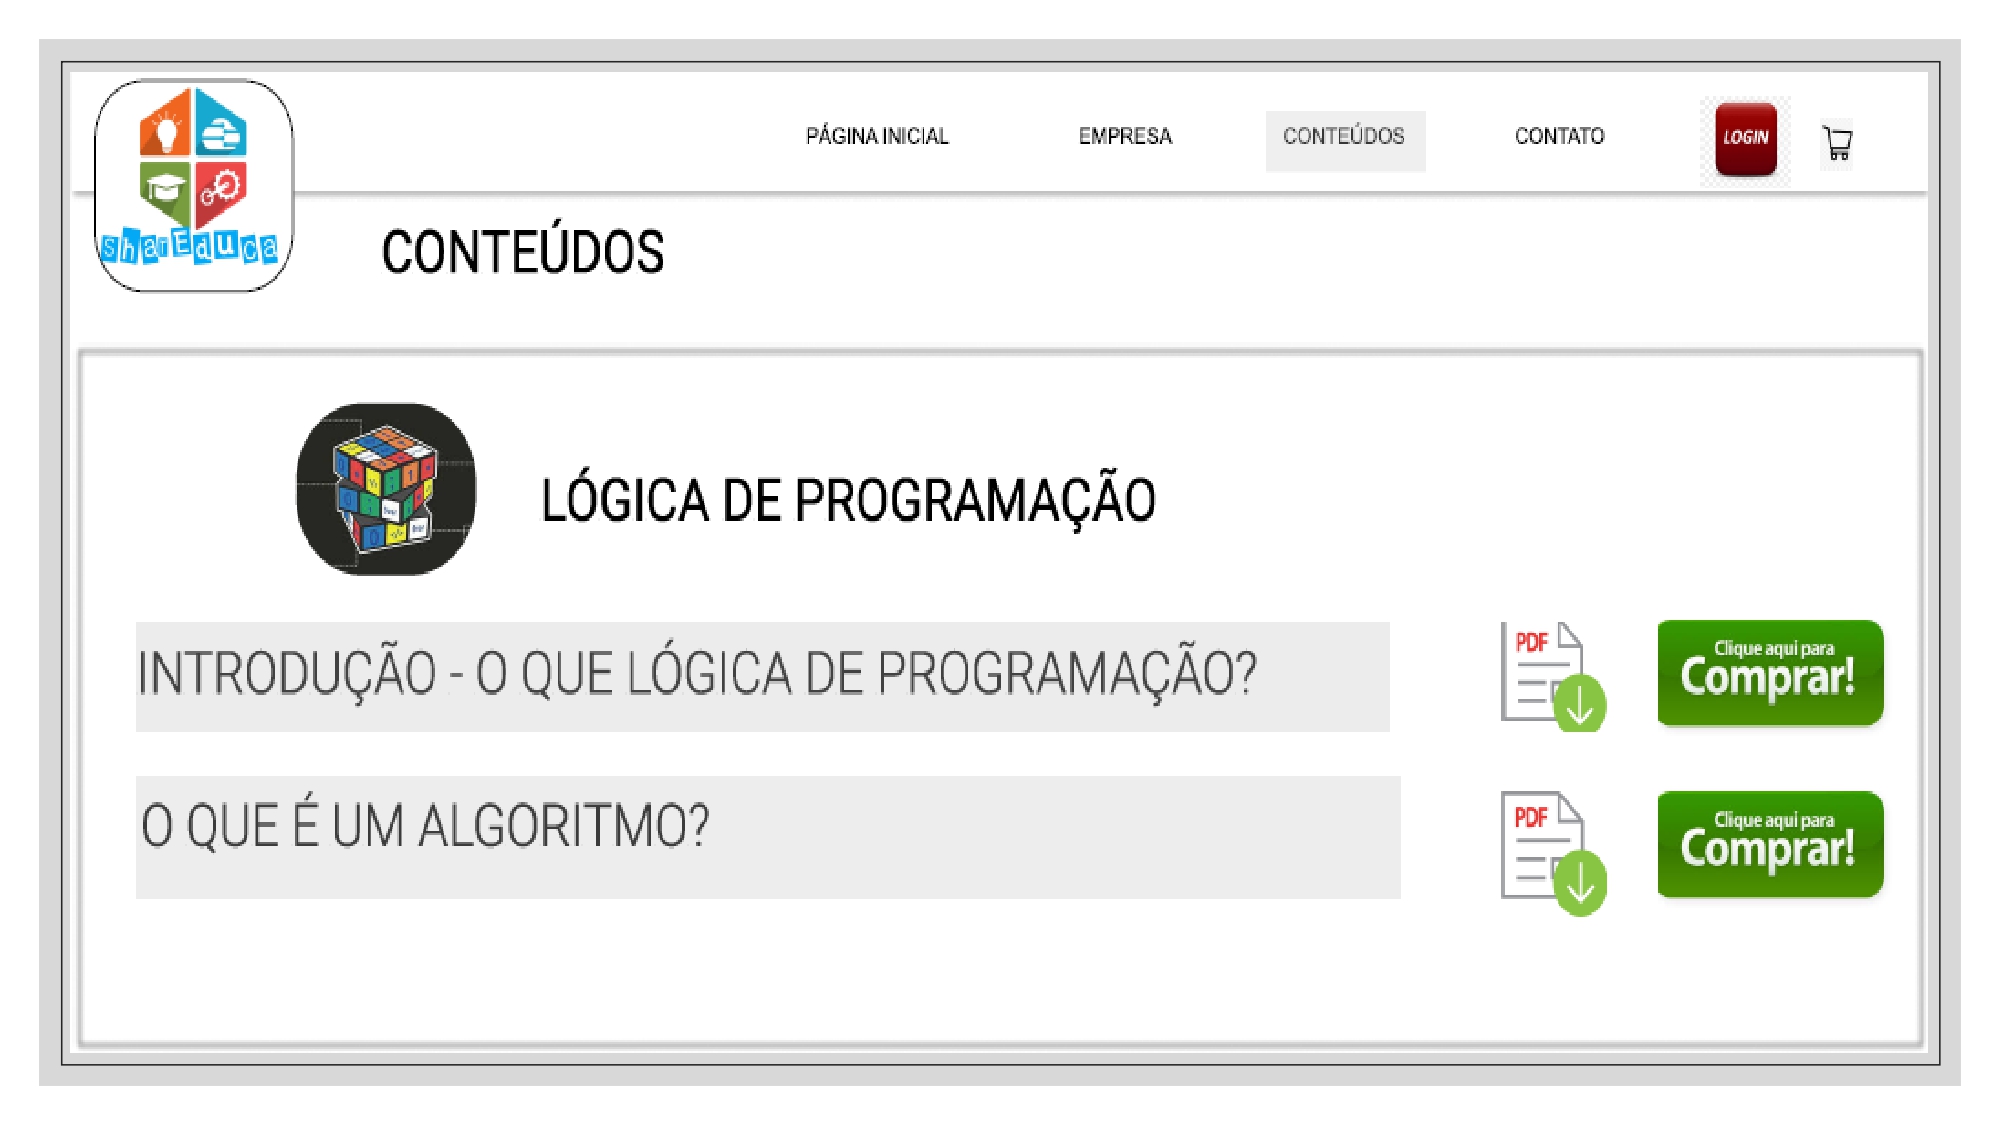 PÁGINA INICIAL EMPRESA CONTEÚDOS CONTATO LOGIN
sharEduca
CONTEÚDOS
LÓGICA DE PROGRAMAÇÃO
INTRODUÇÃO - O QUE LÓGICA DE PROGRAMAÇÃO?
PDF
Clique aqui para
Comprar!
O QUE É UM ALGORITMO?
PDF
Clique aqui para
Comprar!